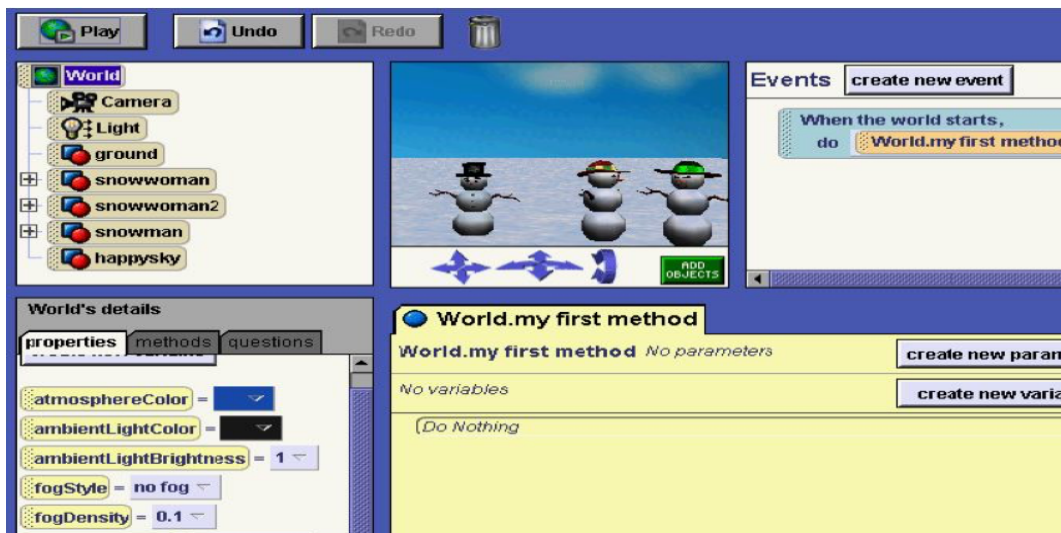 Play Undo Redo
World
Camera
Light
ground
snowwoman
snowwoman2
snowman
happysky
ADD
OBJECTS
Events create new event
When the world starts,
do World.my first metho
World's details
properties methods questions
atmosphereColor =
ambientLightColor =
ambientLightBrightness = 1
fogStyle = no fog
fogDensity = 0.1
World.my first method
World.my first method No parameters create new param
No variables create new varia
(Do Nothing